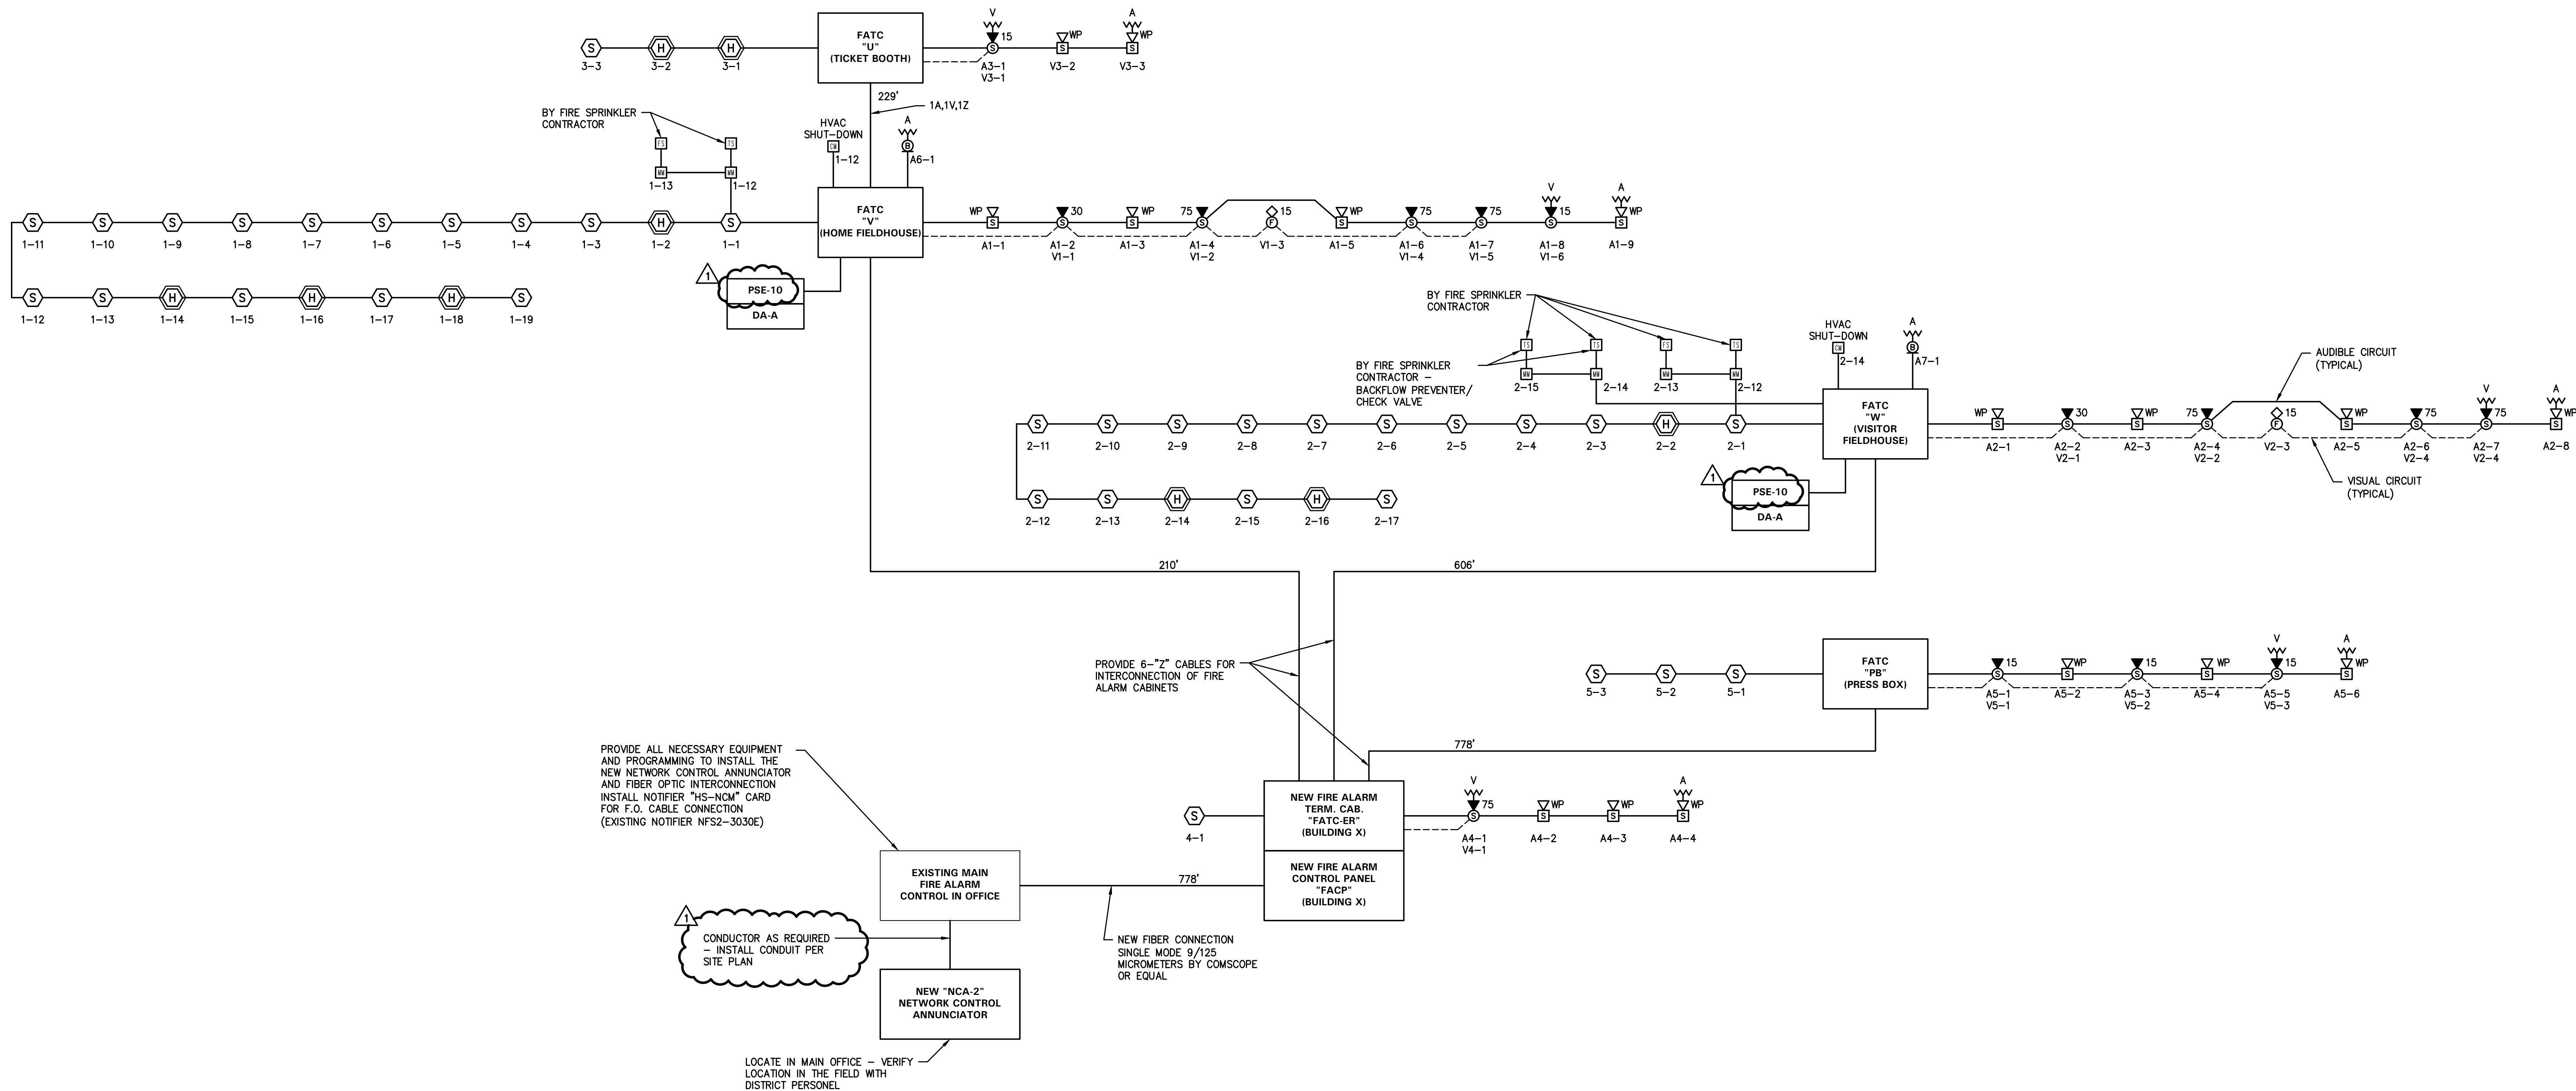 FATC
"U"
(TICKET BOOTH)
S
3-3
H
3-2
H
3-1
V
15
S
A3-1
V3-1
WP
S
V3-2
A
WP
S
V3-3
229'
1A,1V,1Z
BY FIRE SPRINKLER
CONTRACTOR
FS
TS
MM
1-13
MM
1-12
HVAC
SHUT-DOWN
CM
1-12
A
B
A6-1
FATC
"V"
(HOME FIELDHOUSE)
S
1-11
S
1-10
S
1-9
S
1-8
S
1-7
S
1-6
S
1-5
S
1-4
S
1-3
H
1-2
S
1-1
WP
S
A1-1
30
S
A1-2
V1-1
WP
S
A1-3
75
S
A1-4
V1-2
15
F
V1-3
WP
S
A1-5
75
S
A1-6
V1-4
75
S
A1-7
V1-5
V
15
S
A1-8
V1-6
A
WP
S
A1-9
S
1-12
S
1-13
H
1-14
S
1-15
H
1-16
S
1-17
H
1-18
S
1-19
1
PSE-10
DA-A
BY FIRE SPRINKLER
CONTRACTOR
BY FIRE SPRINKLER
CONTRACTOR –
BACKFLOW PREVENTER/
CHECK VALVE
TS
TS
FS
TS
MM
2-15
MM
2-14
MM
2-13
MM
2-12
HVAC
SHUT-DOWN
CM
2-14
A
B
A7-1
FATC
"W"
(VISITOR
FIELDHOUSE)
AUDIBLE CIRCUIT
(TYPICAL)
S
2-11
S
2-10
S
2-9
S
2-8
S
2-7
S
2-6
S
2-5
S
2-4
S
2-3
H
2-2
S
2-1
WP
S
A2-1
30
S
A2-2
V2-1
WP
S
A2-3
75
S
A2-4
V2-2
15
F
V2-3
WP
S
A2-5
75
S
A2-6
V2-4
V
75
S
A2-7
V2-4
A
WP
S
A2-8
VISUAL CIRCUIT
(TYPICAL)
S
2-12
S
2-13
H
2-14
S
2-15
H
2-16
S
2-17
1
PSE-10
DA-A
210'
606'
PROVIDE 6-"Z" CABLES FOR
INTERCONNECTION OF FIRE
ALARM CABINETS
S
5-3
S
5-2
S
5-1
FATC
"PB"
(PRESS BOX)
15
S
A5-1
V5-1
WP
S
A5-2
15
S
A5-3
V5-2
WP
S
A5-4
V
15
S
A5-5
V5-3
A
WP
S
A5-6
778'
PROVIDE ALL NECESSARY EQUIPMENT
AND PROGRAMMING TO INSTALL THE
NEW NETWORK CONTROL ANNUNCIATOR
AND FIBER OPTIC INTERCONNECTION
INSTALL NOTIFIER "HS-NCM" CARD
FOR F.O. CABLE CONNECTION
(EXISTING NOTIFIER NFS2-3030E)
S
4-1
NEW FIRE ALARM
TERM. CAB.
"FATC-ER"
(BUILDING X)
V
75
S
A4-1
V4-1
WP
S
A4-2
WP
S
A4-3
A
WP
S
A4-4
NEW FIRE ALARM
CONTROL PANEL
"FACP"
(BUILDING X)
EXISTING MAIN
FIRE ALARM
CONTROL IN OFFICE
778'
1
CONDUCTOR AS REQUIRED
– INSTALL CONDUIT PER
SITE PLAN
NEW FIBER CONNECTION
SINGLE MODE 9/125
MICROMETERS BY COMSCOPE
OR EQUAL
NEW "NCA-2"
NETWORK CONTROL
ANNUNCIATOR
LOCATE IN MAIN OFFICE – VERIFY
LOCATION IN THE FIELD WITH
DISTRICT PERSONEL